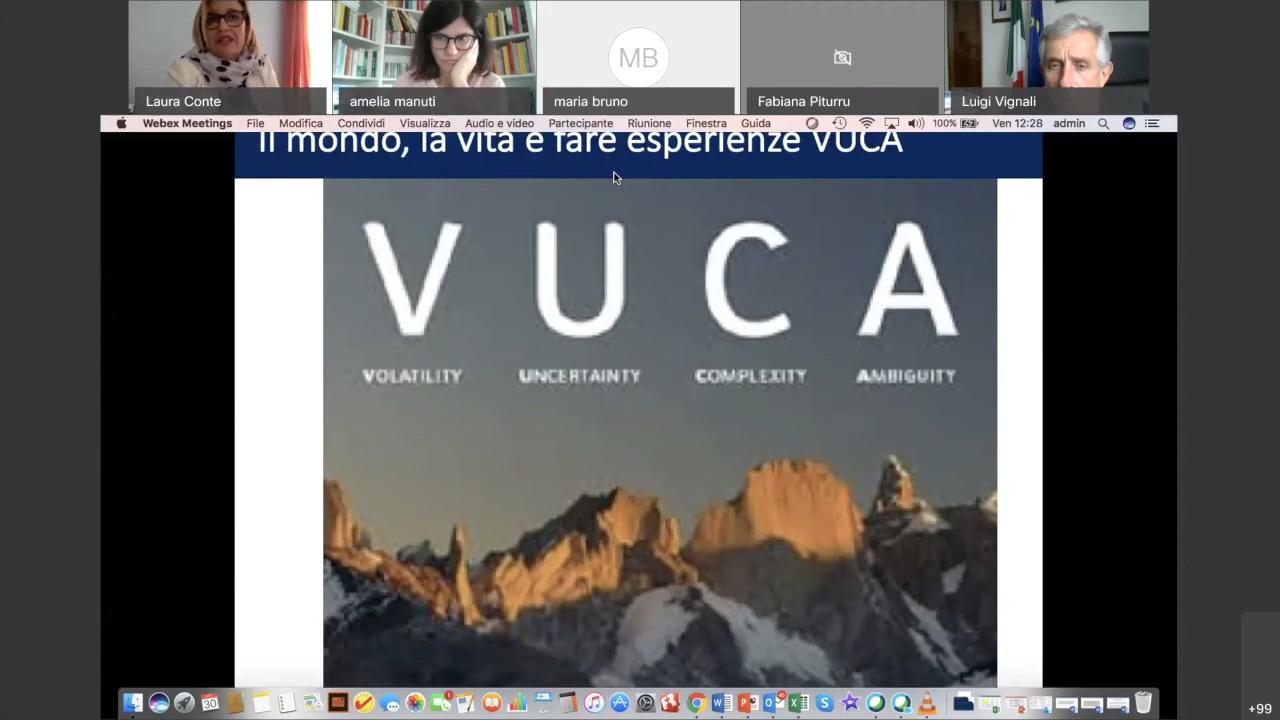 MB
Laura Conte
amelia manuti
maria bruno
Fabiana Piturru
Luigi Vignali
Webex Meetings File Modifica Condividi Visualizza Audio e video Partecipante Riunione Finestra Guida 100% Ven 12:28 admin
Il mondo, la vita e fare esperienze VUCA
V U C A
VOLATILITY UNCERTAINTY COMPLEXITY AMBIGUITY
30
+99